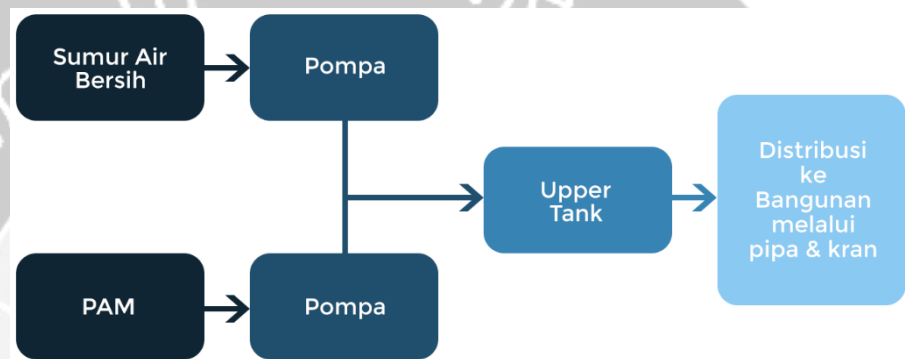 Sumur Air
Bersih
Pompa
Upper
Tank
Distribusi
ke
Bangunan
melalui
pipa & kran
PAM
Pompa